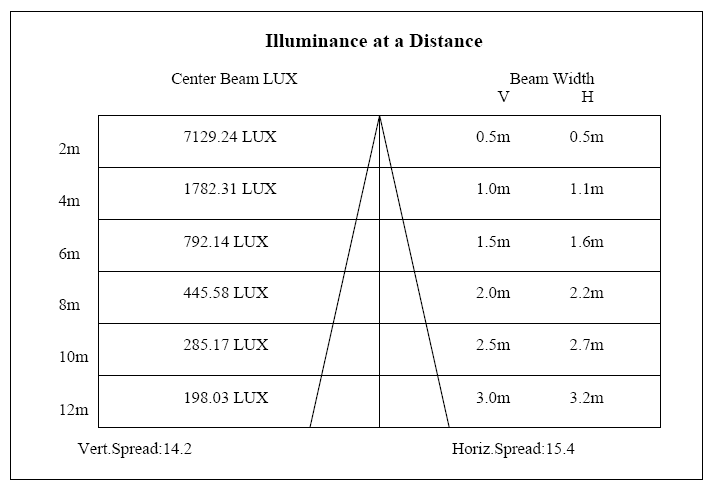 Illuminance at a Distance
Center Beam LUX Beam Width
V H
7129.24 LUX 0.5m 0.5m
2m
1782.31 LUX 1.0m 1.1m
4m
792.14 LUX 1.5m 1.6m
6m
445.58 LUX 2.0m 2.2m
8m
285.17 LUX 2.5m 2.7m
10m
198.03 LUX 3.0m 3.2m
12m
Vert.Spread:14.2 Horiz.Spread:15.4